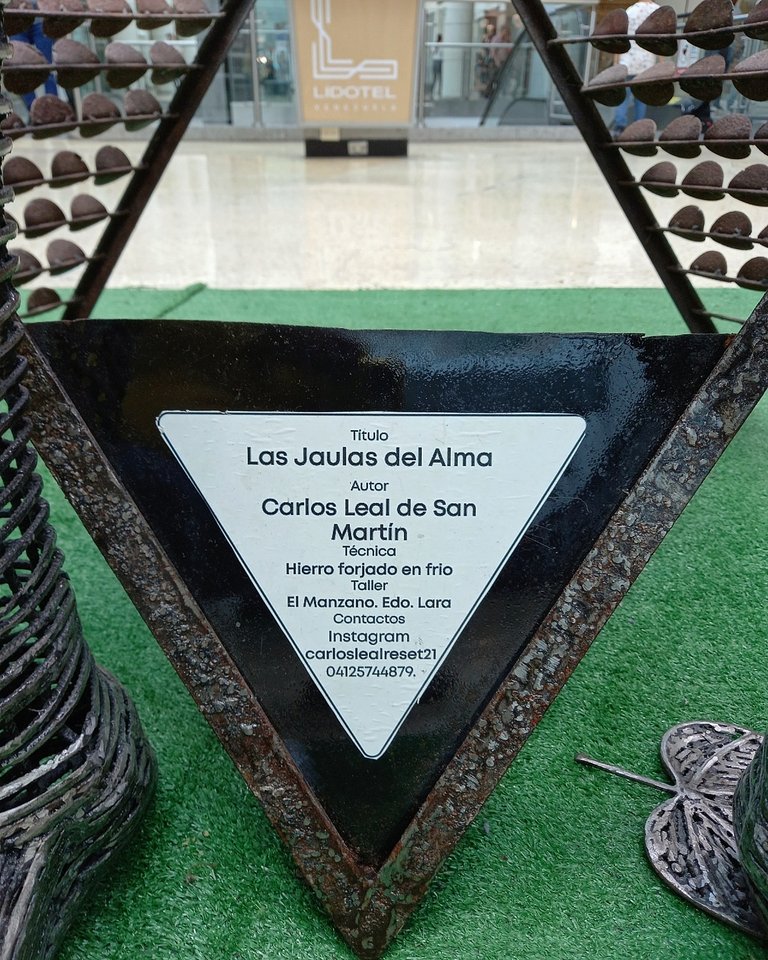 LIDOTEL
VENEZUELA
Título
Las Jaulas del Alma
Autor
Carlos Leal de San
Martín
Técnica
Hierro forjado en frio
Taller
El Manzano. Edo. Lara
Contactos
Instagram
carloslealreset21
04125744879.